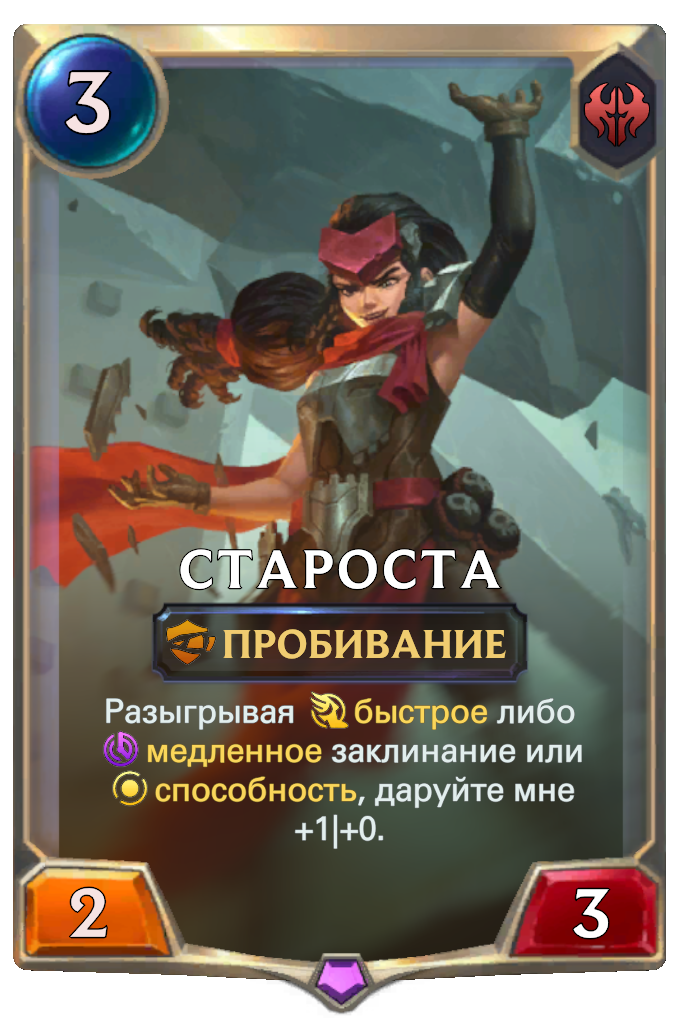 3
СТАРОСТА
ПРОБИВАНИЕ
Разыгрывая быстрое либо
медленное заклинание или
способность, даруйте мне
+1|+0.
2
3